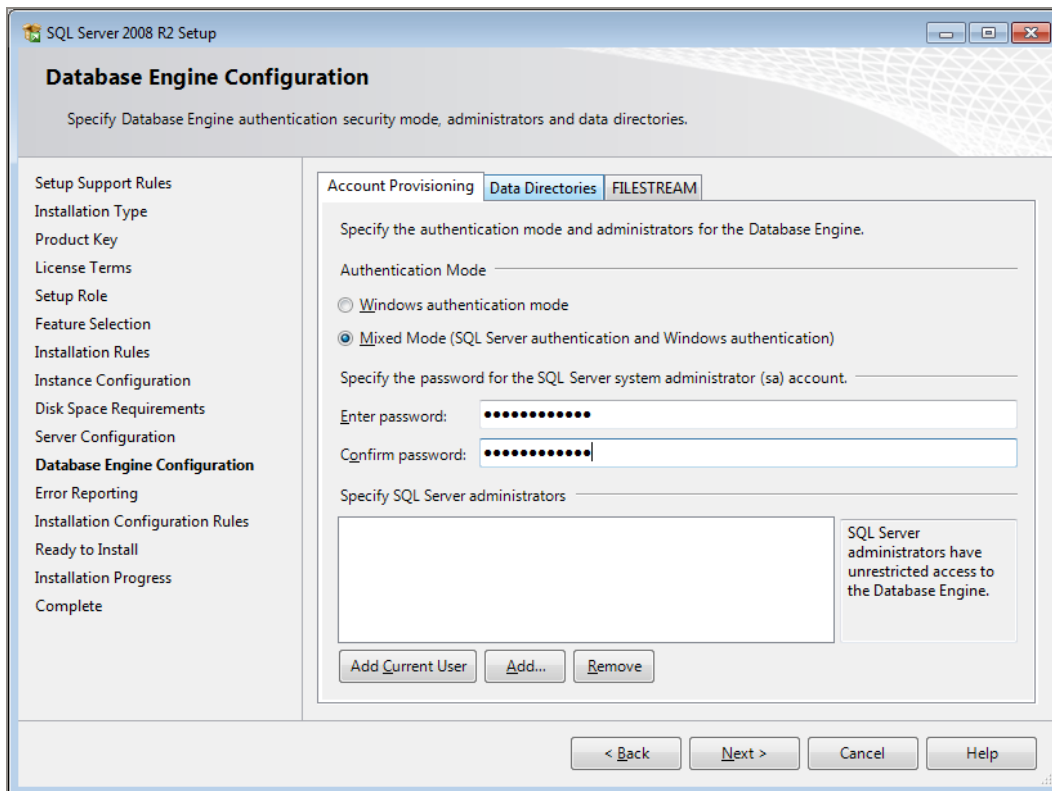 SQL Server 2008 R2 Setup
Database Engine Configuration
Specify Database Engine authentication security mode, administrators and data directories.
Setup Support Rules
Installation Type
Product Key
License Terms
Setup Role
Feature Selection
Installation Rules
Instance Configuration
Disk Space Requirements
Server Configuration
Database Engine Configuration
Error Reporting
Installation Configuration Rules
Ready to Install
Installation Progress
Complete
Account Provisioning Data Directories FILESTREAM
Specify the authentication mode and administrators for the Database Engine.
Authentication Mode
Windows authentication mode
Mixed Mode (SQL Server authentication and Windows authentication)
Specify the password for the SQL Server system administrator (sa) account.
Enter password: ●●●●●●●●●●●●
Confirm password: ●●●●●●●●●●●●
Specify SQL Server administrators
SQL Server
administrators have
unrestricted access to
the Database Engine.
Add Current User Add... Remove
< Back Next > Cancel Help